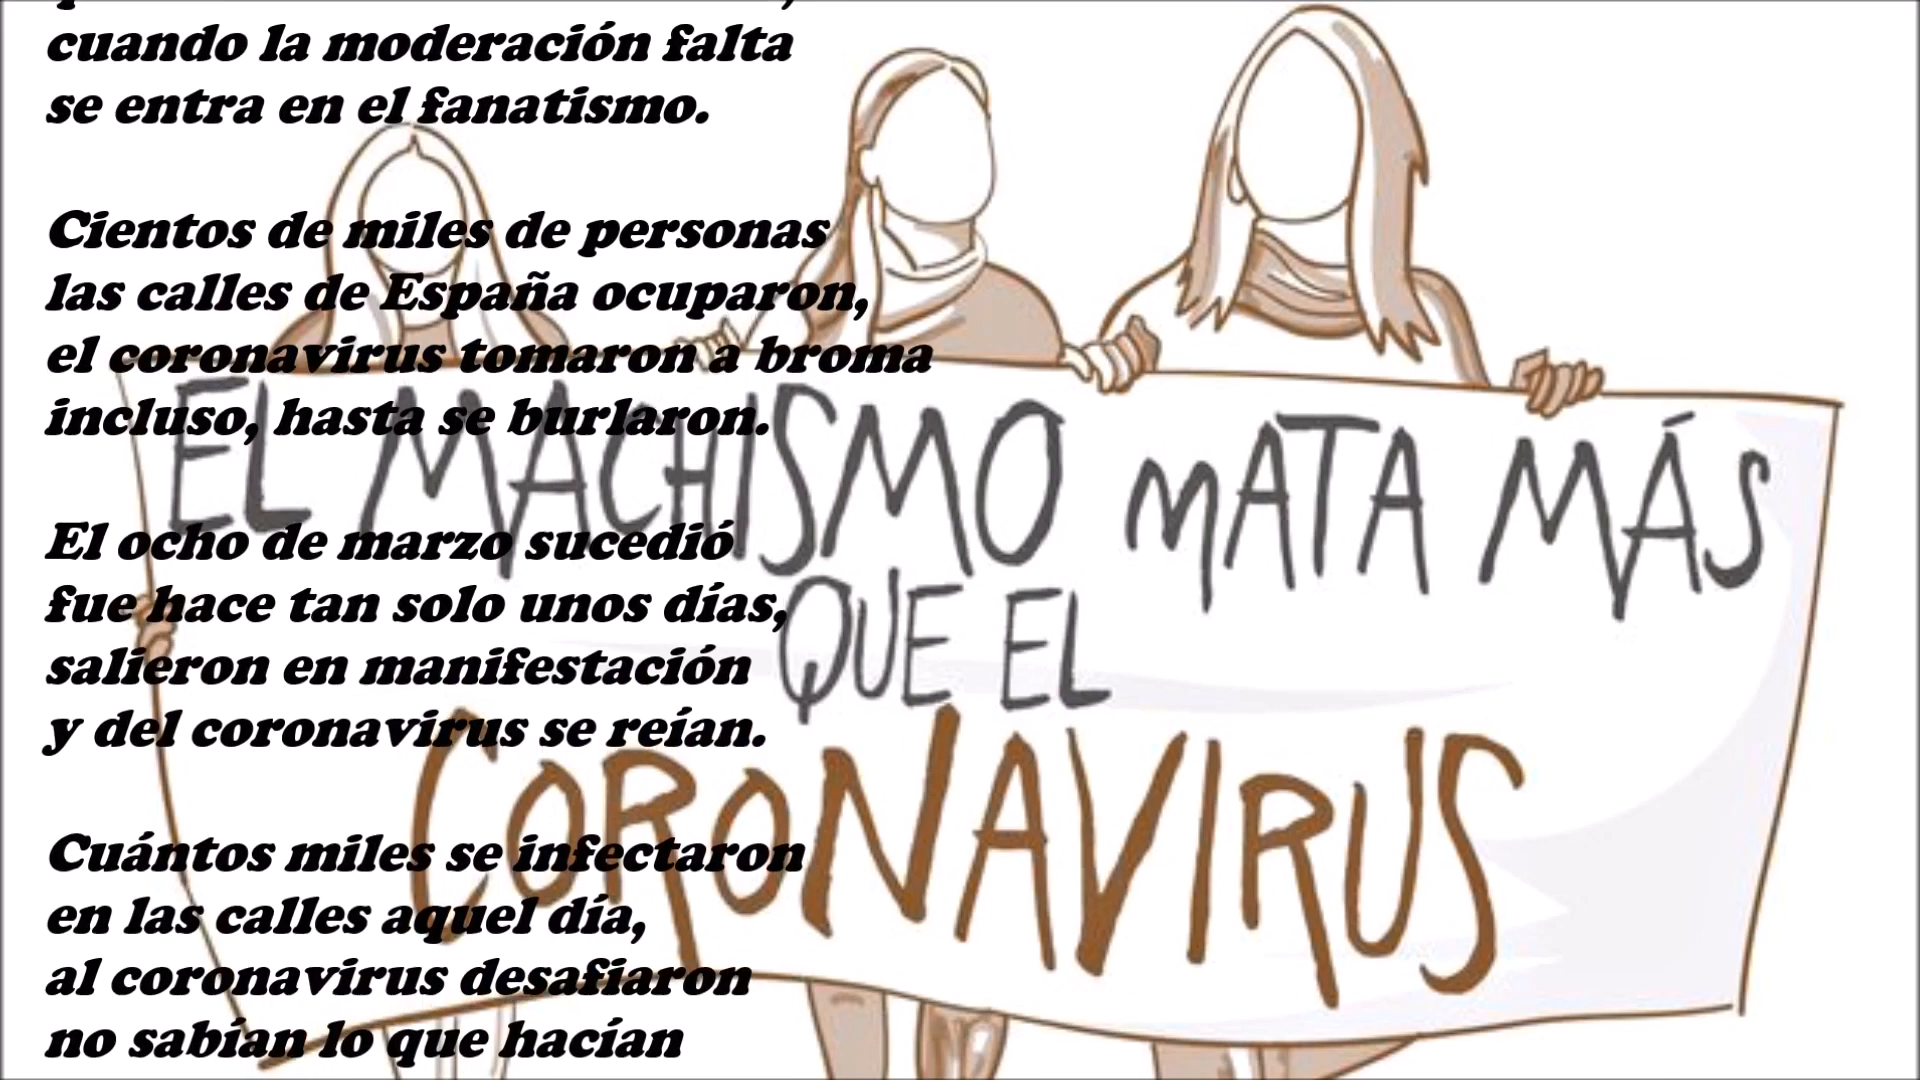 cuando la moderación falta
se entra en el fanatismo.
Cientos de miles de personas
las calles de España ocuparon,
el coronavirus tomaron a broma
incluso, hasta se burlaron.
El ocho de marzo sucedió
fue hace tan solo unos días,
salieron en manifestación
y del coronavirus se reían.
Cuántos miles se infectaron
en las calles aquel día,
al coronavirus desafiaron
no sabían lo que hacían
EL MACHISMO MATA MÁS
QUE EL
CORONAVIRUS